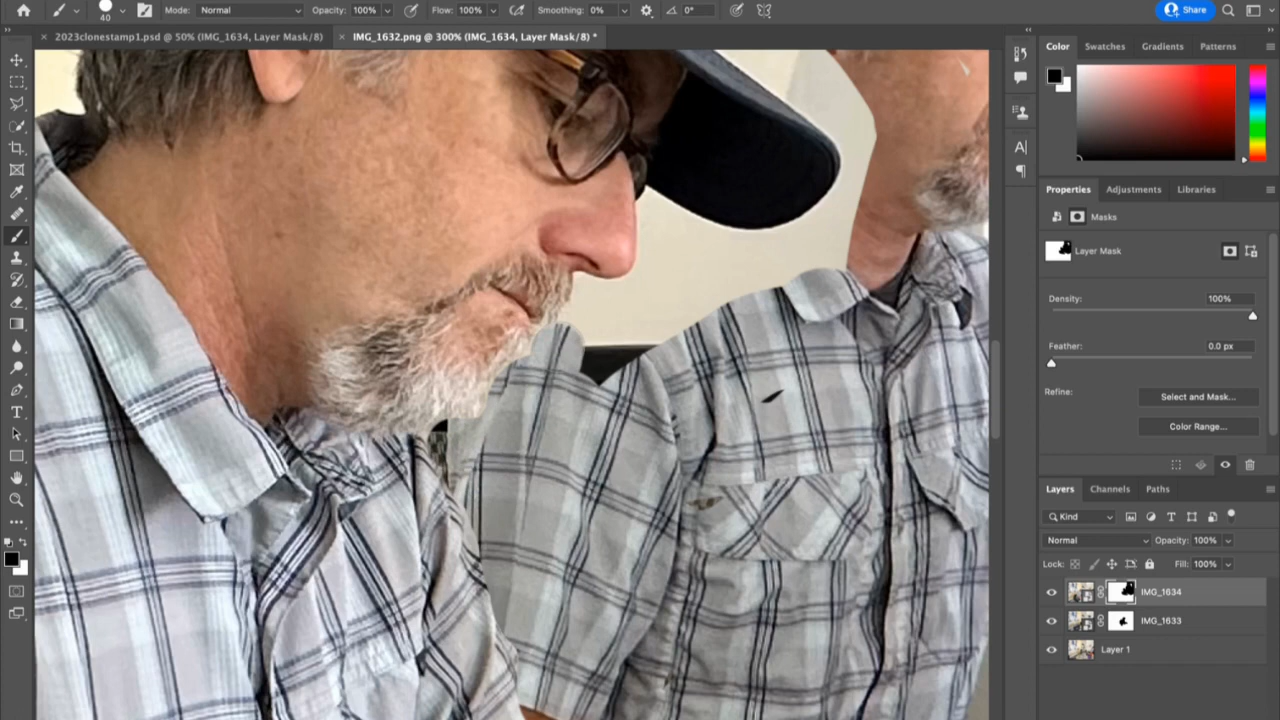 40 Mode: Normal Opacity: 100% Flow: 100% Smoothing: 0% 0° Share
× 2023clonestamp1.psd @ 50% (IMG_1634, Layer Mask/8) × IMG_1632.png @ 300% (IMG_1634, Layer Mask/8) *
Color Swatches Gradients Patterns
Properties Adjustments Libraries
Masks
Layer Mask
Density: 100%
Feather: 0.0 px
Refine: Select and Mask...
Color Range...
Layers Channels Paths
Kind
Normal Opacity: 100%
Lock: Fill: 100%
IMG_1634
IMG_1633
Layer 1